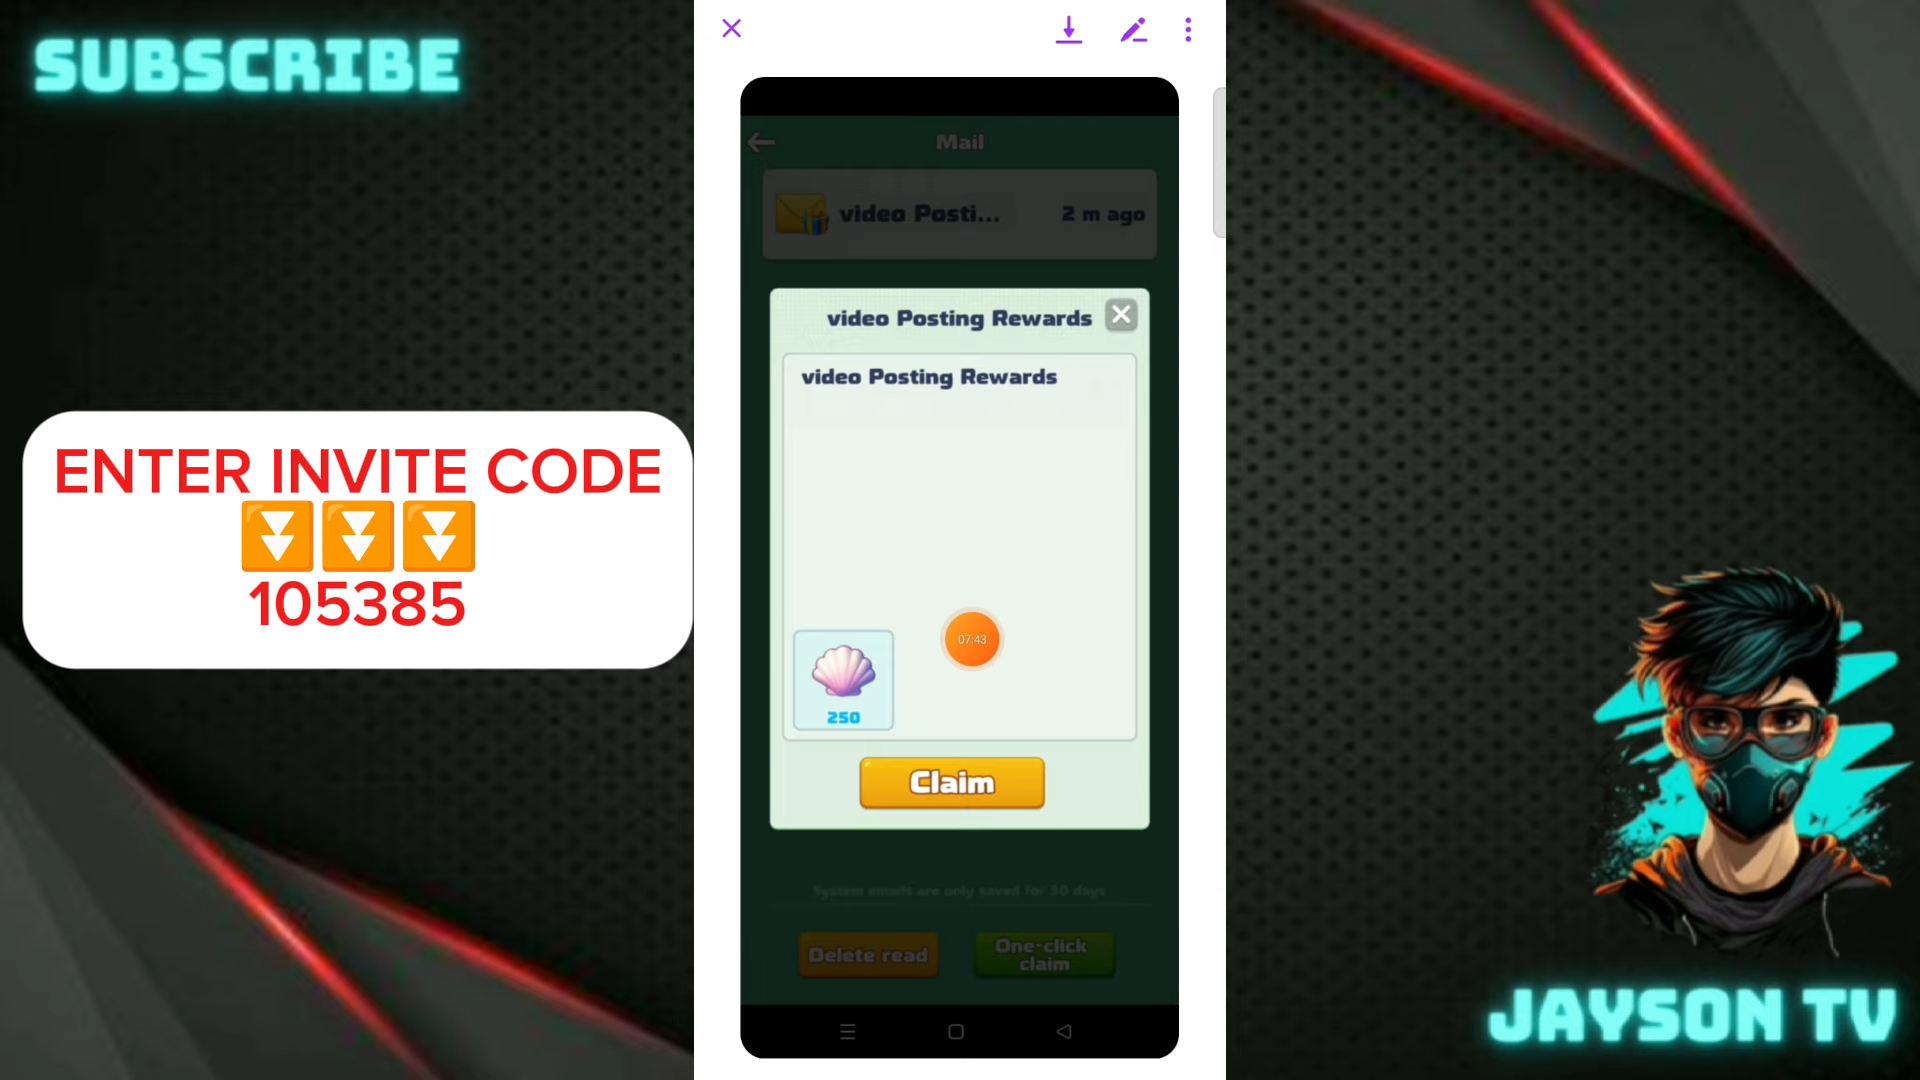 SUBSCRIBE
ENTER INVITE CODE
105385
Mail
video Posti...
2 m ago
video Posting Rewards
video Posting Rewards
07:43
250
Claim
System emails are only saved for 30 days
Delete read
One-click
claim
JAYSON TV